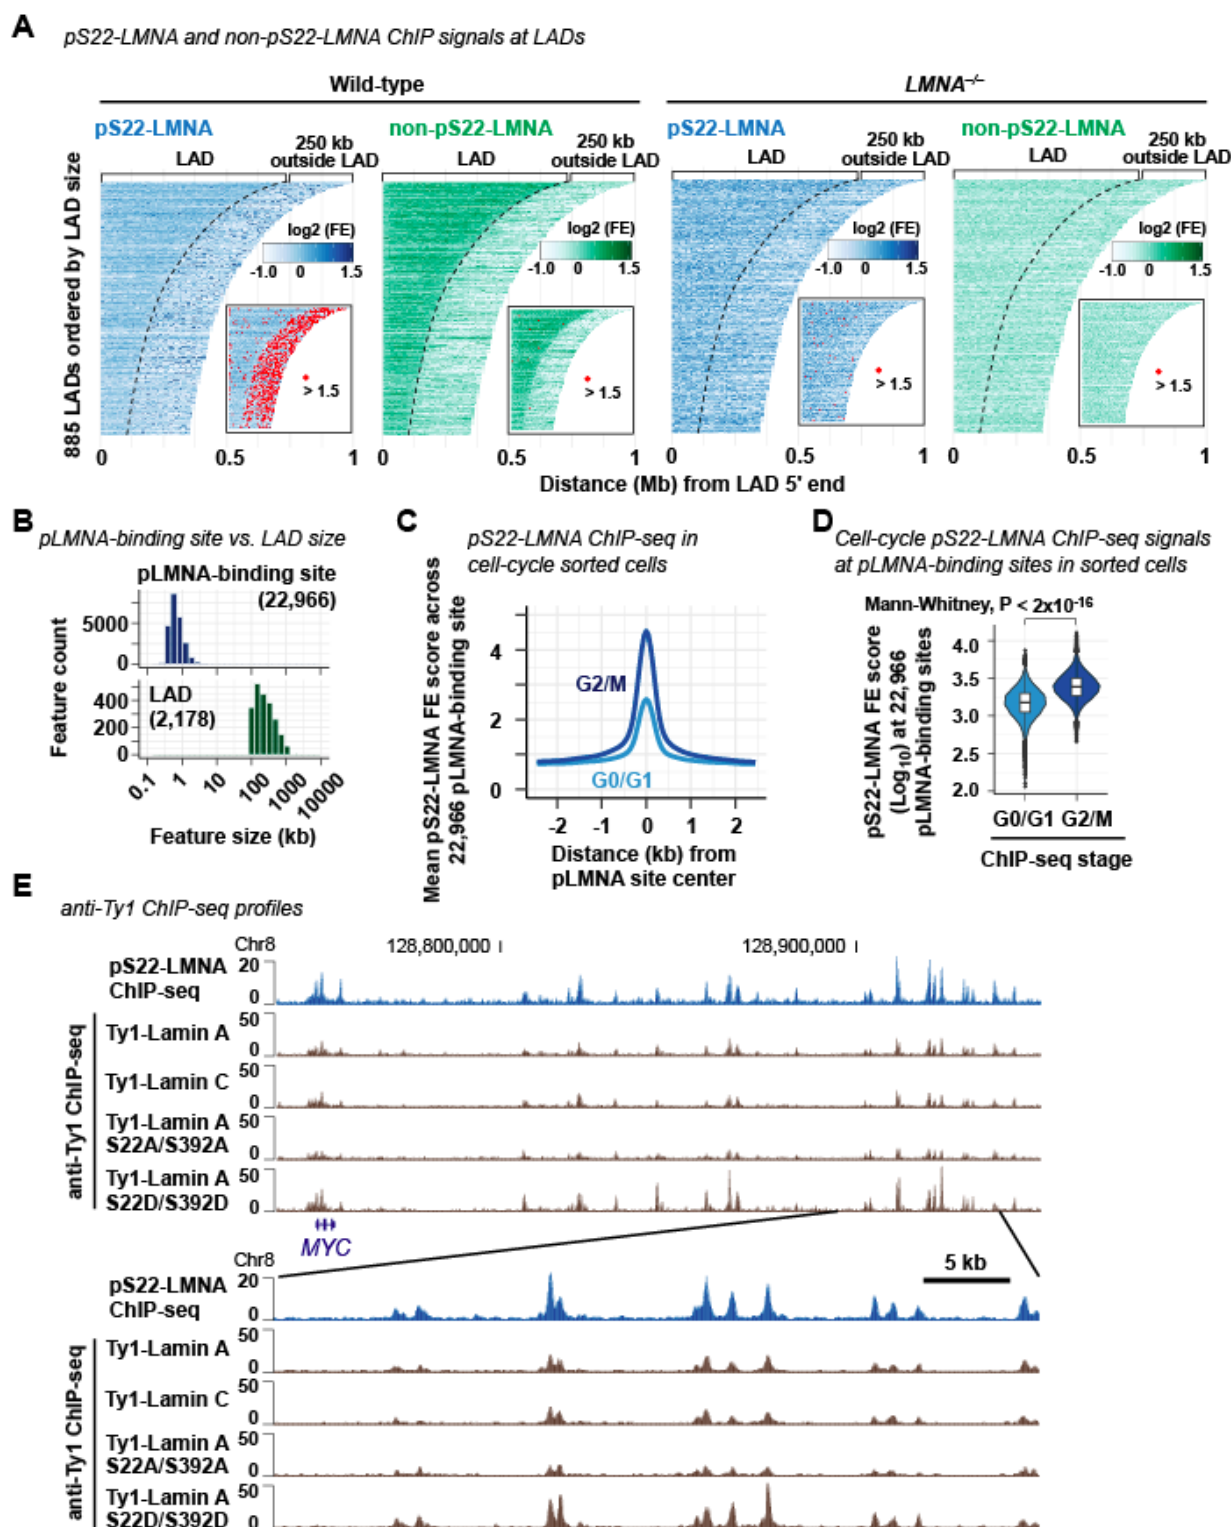 A
pS22-LMNA and non-pS22-LMNA ChIP signals at LADs
Wild-type
LMNA–/–
pS22-LMNA
non-pS22-LMNA
pS22-LMNA
non-pS22-LMNA
LAD
250 kb
outside LAD
LAD
250 kb
outside LAD
LAD
250 kb
outside LAD
LAD
250 kb
outside LAD
885 LADs ordered by LAD size
log2 (FE)
-1.0 0 1.5
log2 (FE)
-1.0 0 1.5
log2 (FE)
-1.0 0 1.5
log2 (FE)
-1.0 0 1.5
> 1.5
> 1.5
> 1.5
> 1.5
0 0.5 1
0 0.5 1
0 0.5 1
0 0.5 1
Distance (Mb) from LAD 5' end
B
pLMNA-binding site vs. LAD size
pLMNA-binding site
(22,966)
5000
0
LAD
(2,178)
400
200
0
Feature count
0.1 1 10 100 1000 10000
Feature size (kb)
C
pS22-LMNA ChIP-seq in
cell-cycle sorted cells
Mean pS22-LMNA FE score across
22,966 pLMNA-binding site
4
2
0
G2/M
G0/G1
-2 -1 0 1 2
Distance (kb) from
pLMNA site center
D
Cell-cycle pS22-LMNA ChIP-seq signals
at pLMNA-binding sites in sorted cells
Mann-Whitney, P < 2x10-16
pS22-LMNA FE score
(Log10) at 22,966
pLMNA-binding sites
4.0
3.5
3.0
2.5
2.0
G0/G1 G2/M
ChIP-seq stage
E
anti-Ty1 ChIP-seq profiles
Chr8
128,800,000
128,900,000
pS22-LMNA
ChIP-seq
20
0
anti-Ty1 ChIP-seq
Ty1-Lamin A
50
0
Ty1-Lamin C
50
0
Ty1-Lamin A
S22A/S392A
50
0
Ty1-Lamin A
S22D/S392D
50
0
MYC
Chr8
5 kb
pS22-LMNA
ChIP-seq
20
0
anti-Ty1 ChIP-seq
Ty1-Lamin A
50
0
Ty1-Lamin C
50
0
Ty1-Lamin A
S22A/S392A
50
0
Ty1-Lamin A
S22D/S392D
50
0